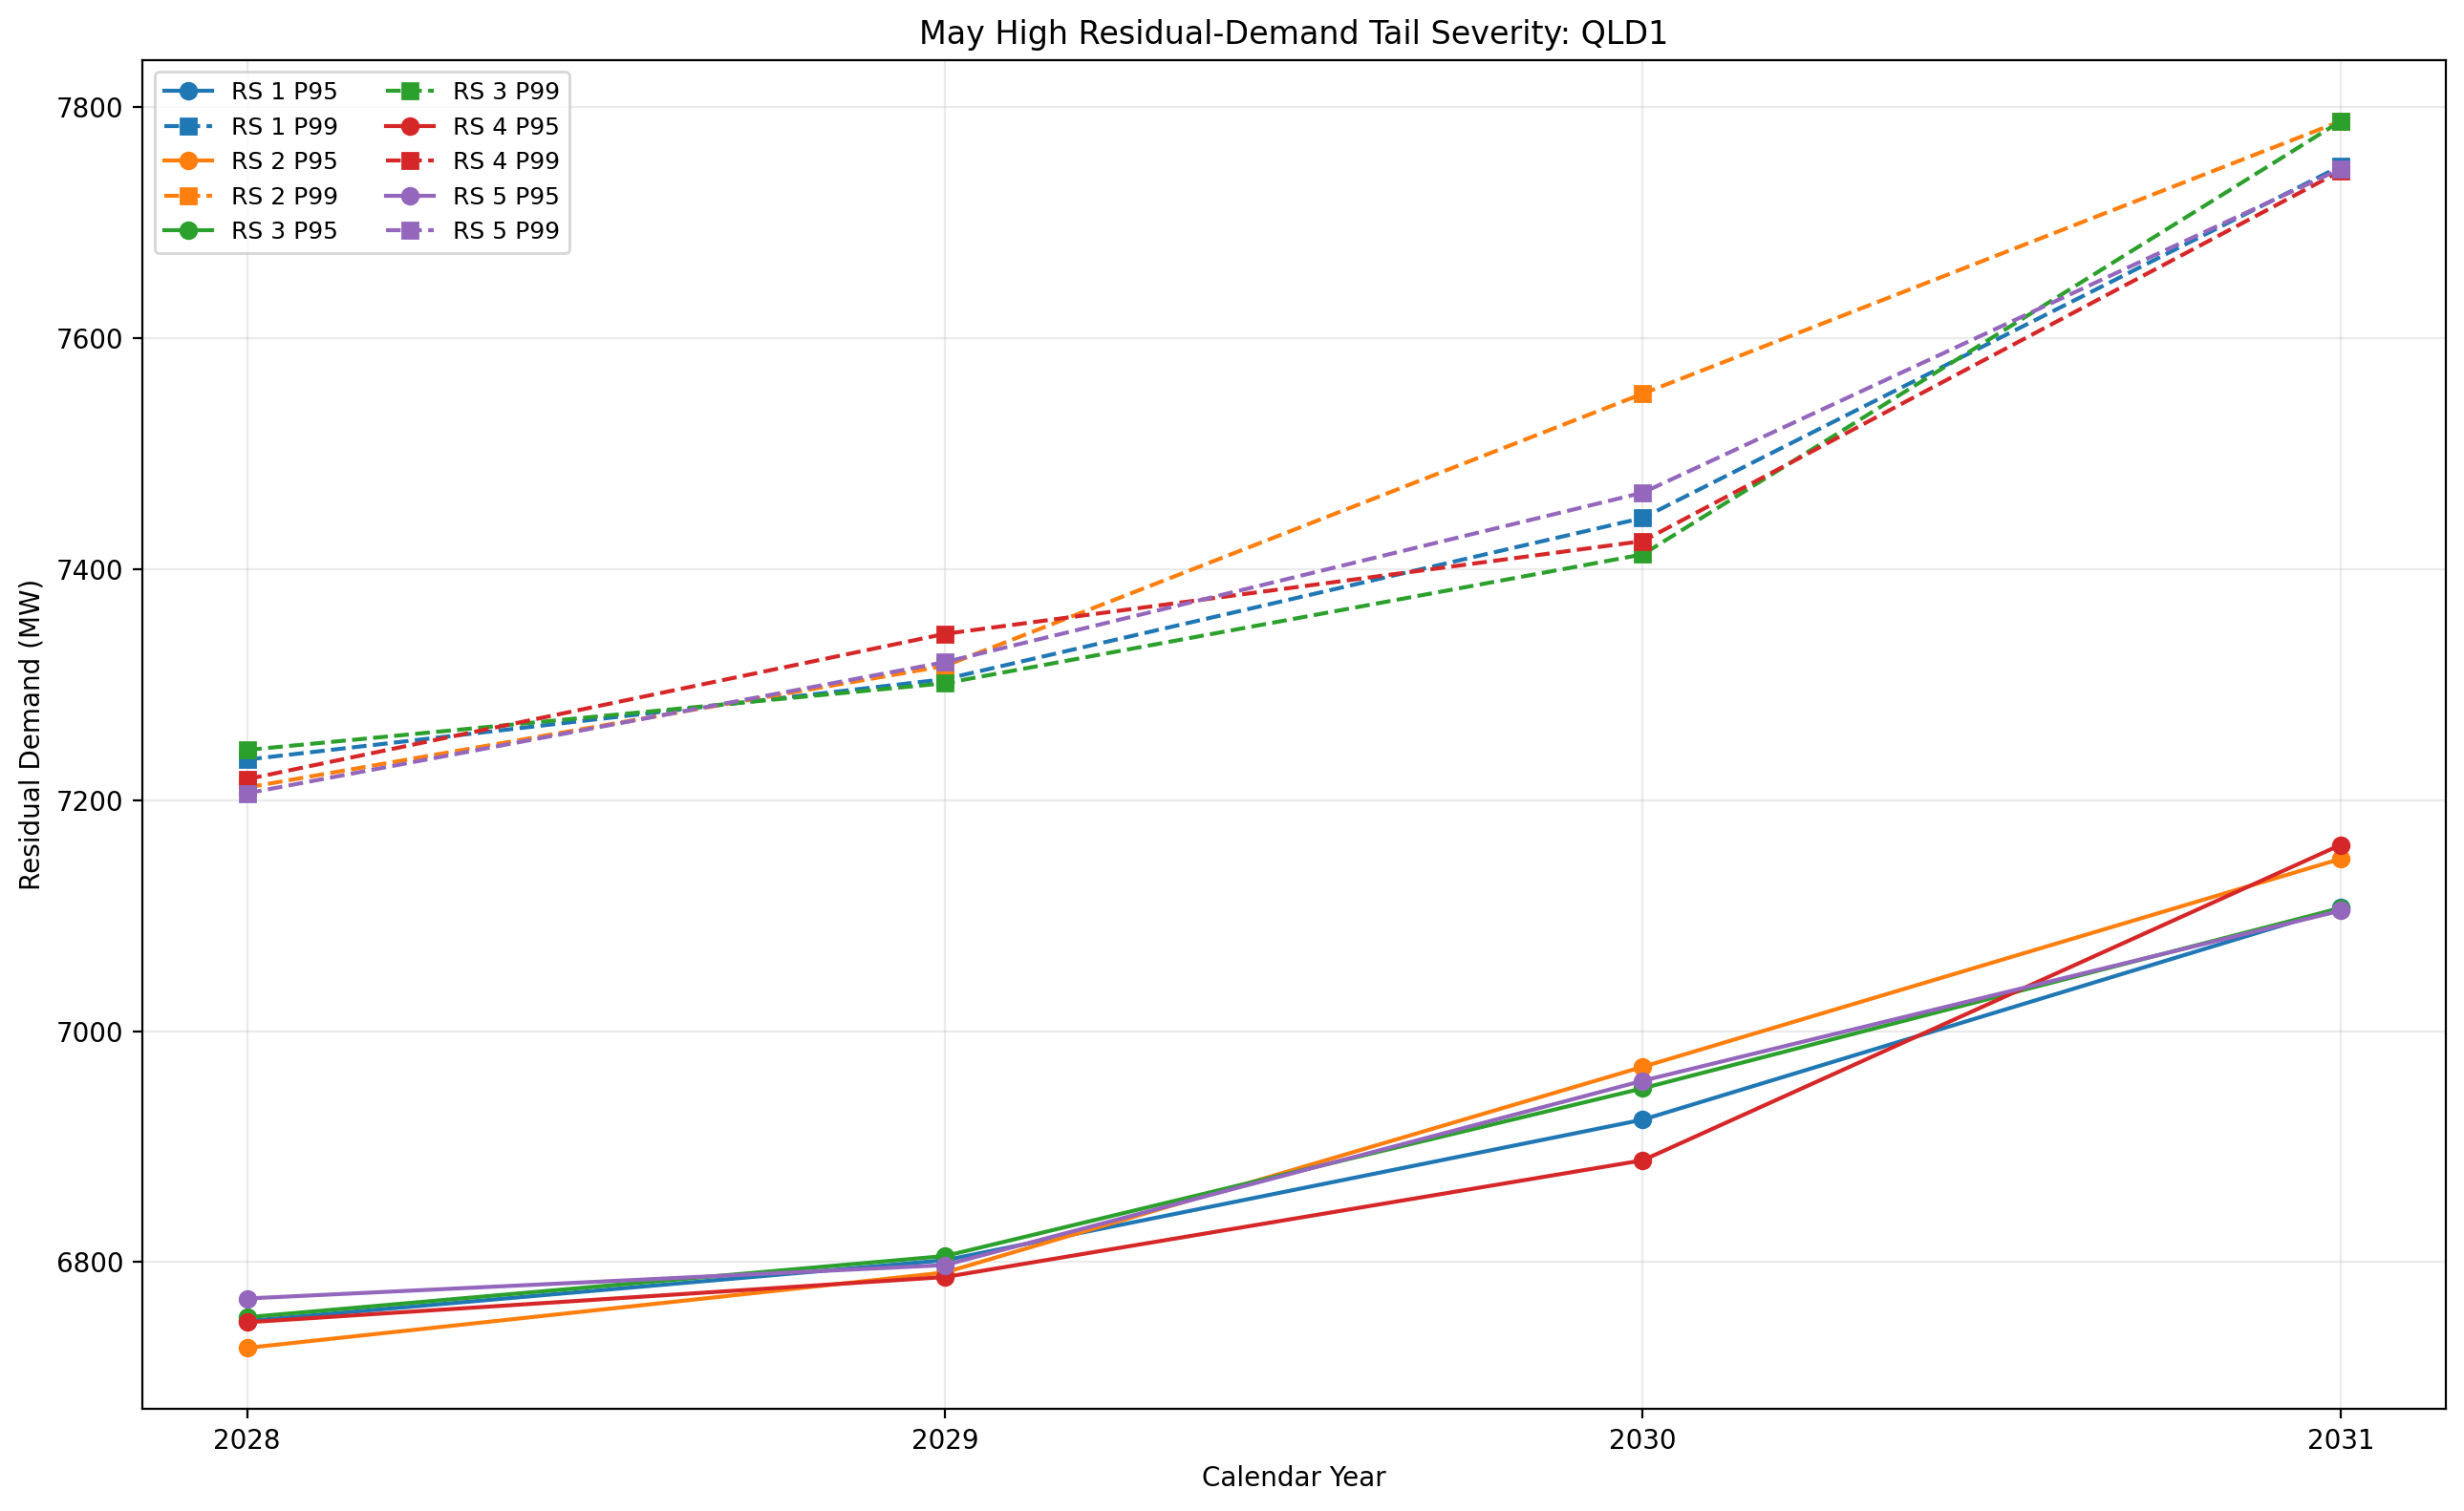 May High Residual-Demand Tail Severity: QLD1
RS 1 P95
RS 1 P99
RS 2 P95
RS 2 P99
RS 3 P95
RS 3 P99
RS 4 P95
RS 4 P99
RS 5 P95
RS 5 P99
Residual Demand (MW)
7800
7600
7400
7200
7000
6800
2028 2029 2030 2031
Calendar Year